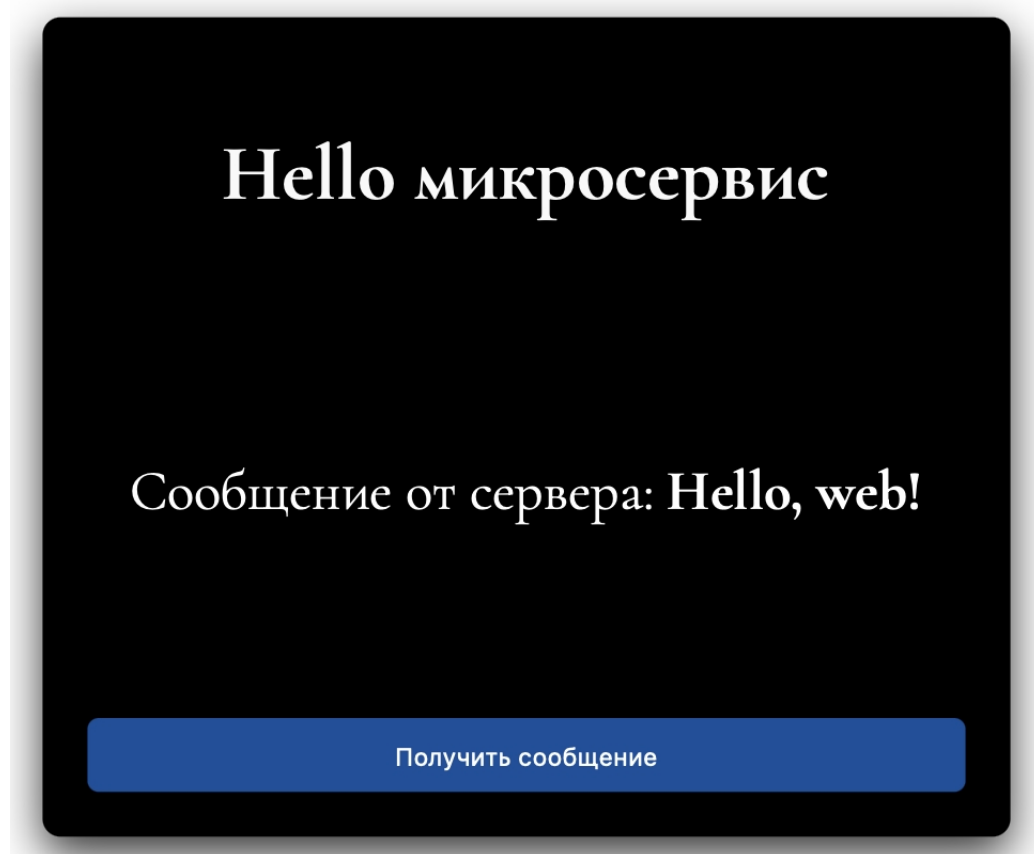 Hello микросервис
Сообщение от сервера: Hello, web!
Получить сообщение